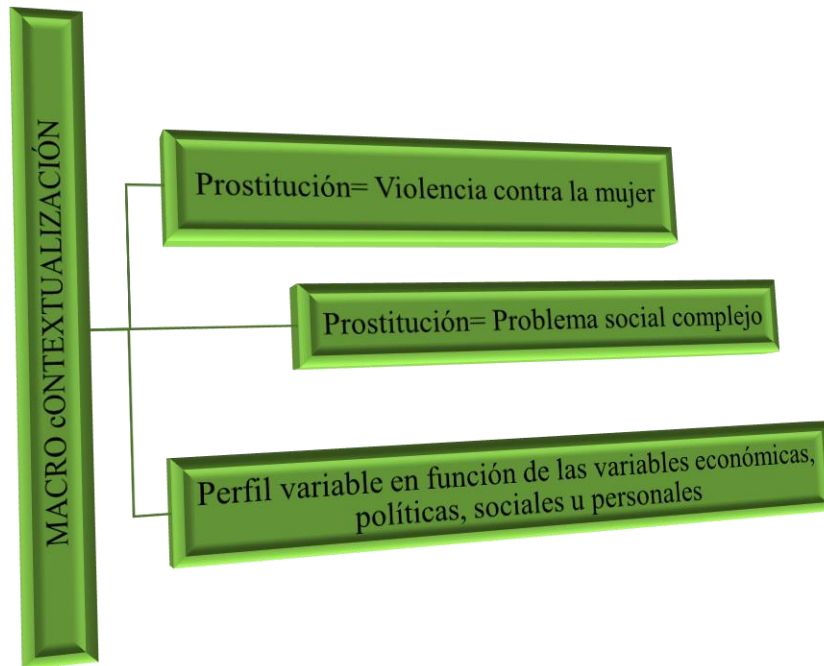 MACRO cONTEXTUALIZACIÓN
Prostitución= Violencia contra la mujer
Prostitución= Problema social complejo
Perfil variable en función de las variables económicas,
políticas, sociales u personales